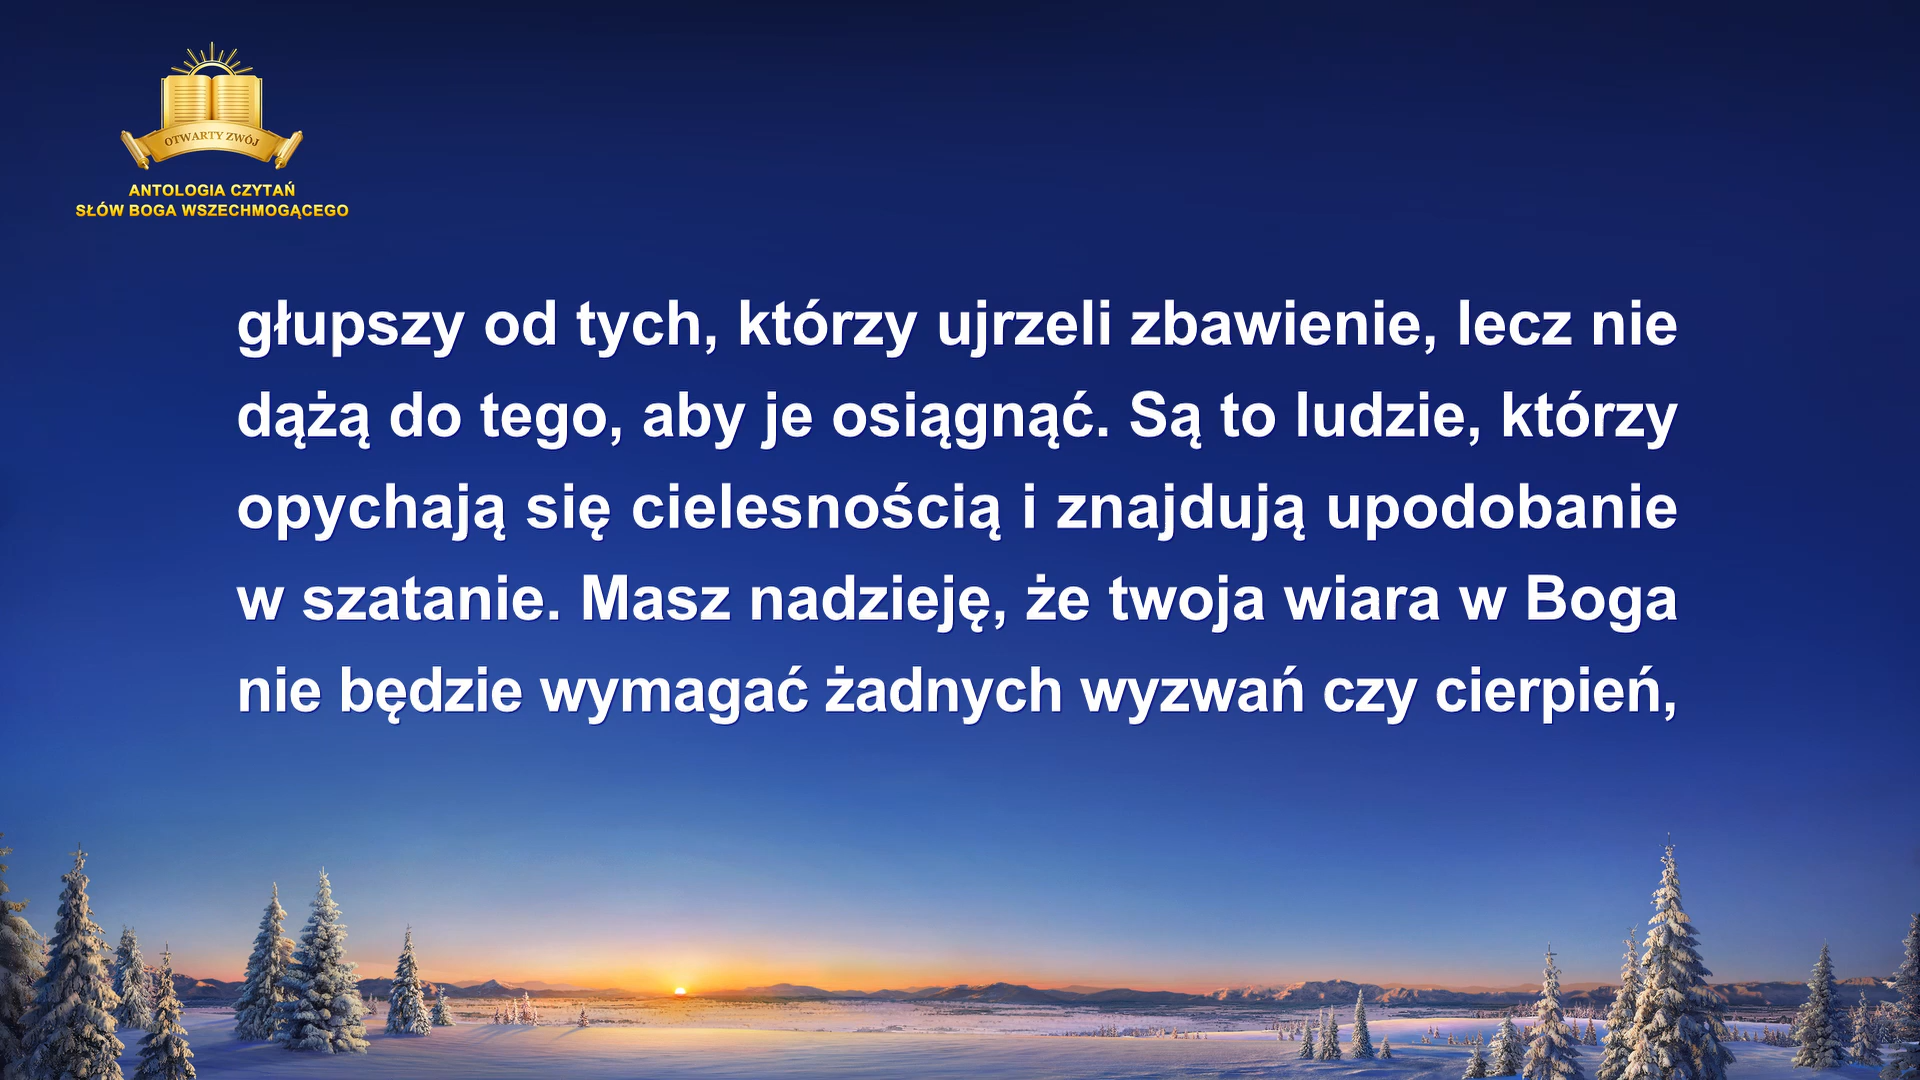 OTWARTY ZWÓJ
ANTOLOGIA CZYTAŃ
SŁÓW BOGA WSZECHMOGĄCEGO
głupszy od tych, którzy ujrzeli zbawienie, lecz nie
dążą do tego, aby je osiągnąć. Są to ludzie, którzy
opychają się cielesnością i znajdują upodobanie
w szatanie. Masz nadzieję, że twoja wiara w Boga
nie będzie wymagać żadnych wyzwań czy cierpień,